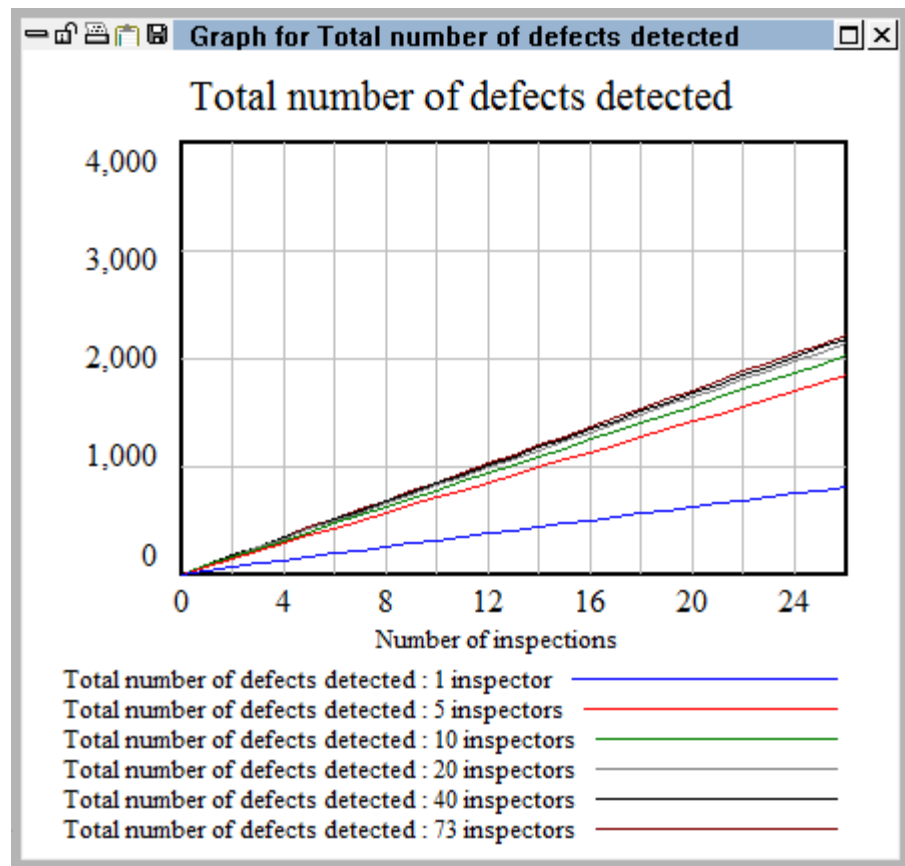 Graph for Total number of defects detected
Total number of defects detected
4,000
3,000
2,000
1,000
0
0 4 8 12 16 20 24
Number of inspections
Total number of defects detected : 1 inspector
Total number of defects detected : 5 inspectors
Total number of defects detected : 10 inspectors
Total number of defects detected : 20 inspectors
Total number of defects detected : 40 inspectors
Total number of defects detected : 73 inspectors